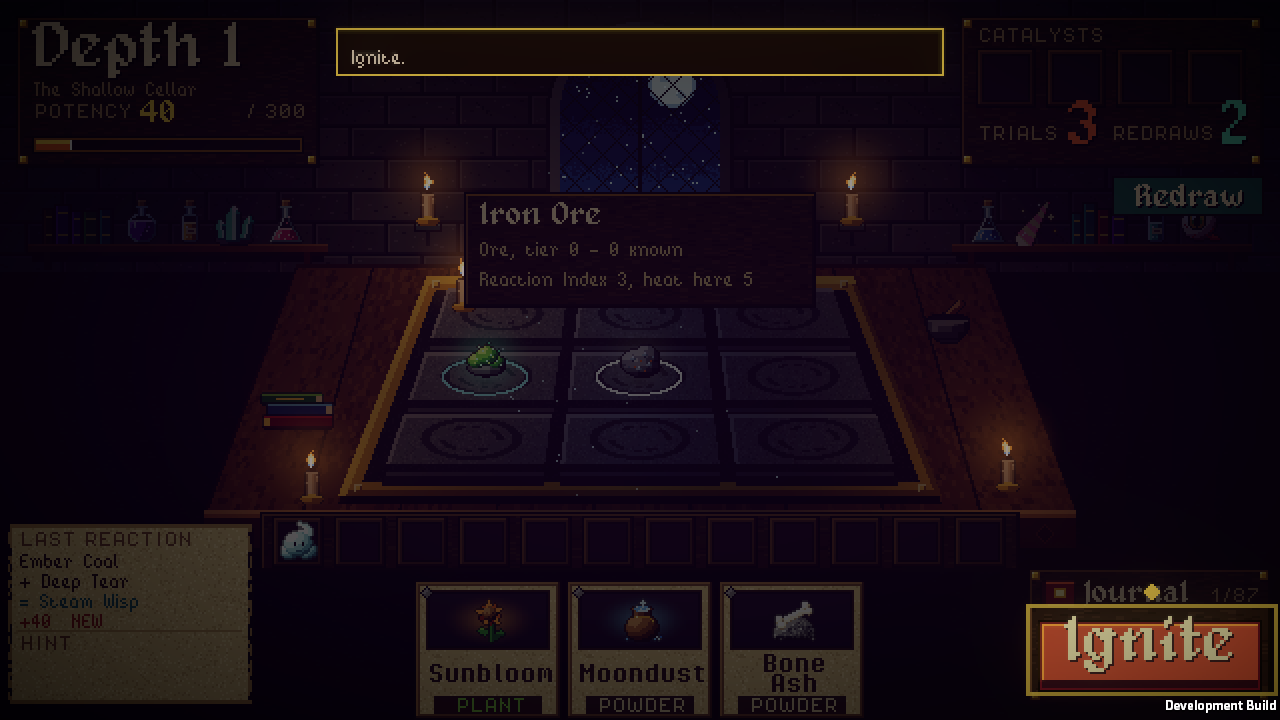 Depth 1
The Shallow Cellar
POTENCY 40 / 300
Ignite.
CATALYSTS
TRIALS 3 REDRAWS 2
Redraw
Iron Ore
Ore, tier 0 - 0 known
Reaction Index 3, heat here 5
LAST REACTION
Ember Coal
+ Deep Tear
= Steam Wisp
+40 NEW
HINT
Sunbloom
PLANT
Moondust
POWDER
Bone
Ash
POWDER
Journal 1/87
Ignite
Development Build